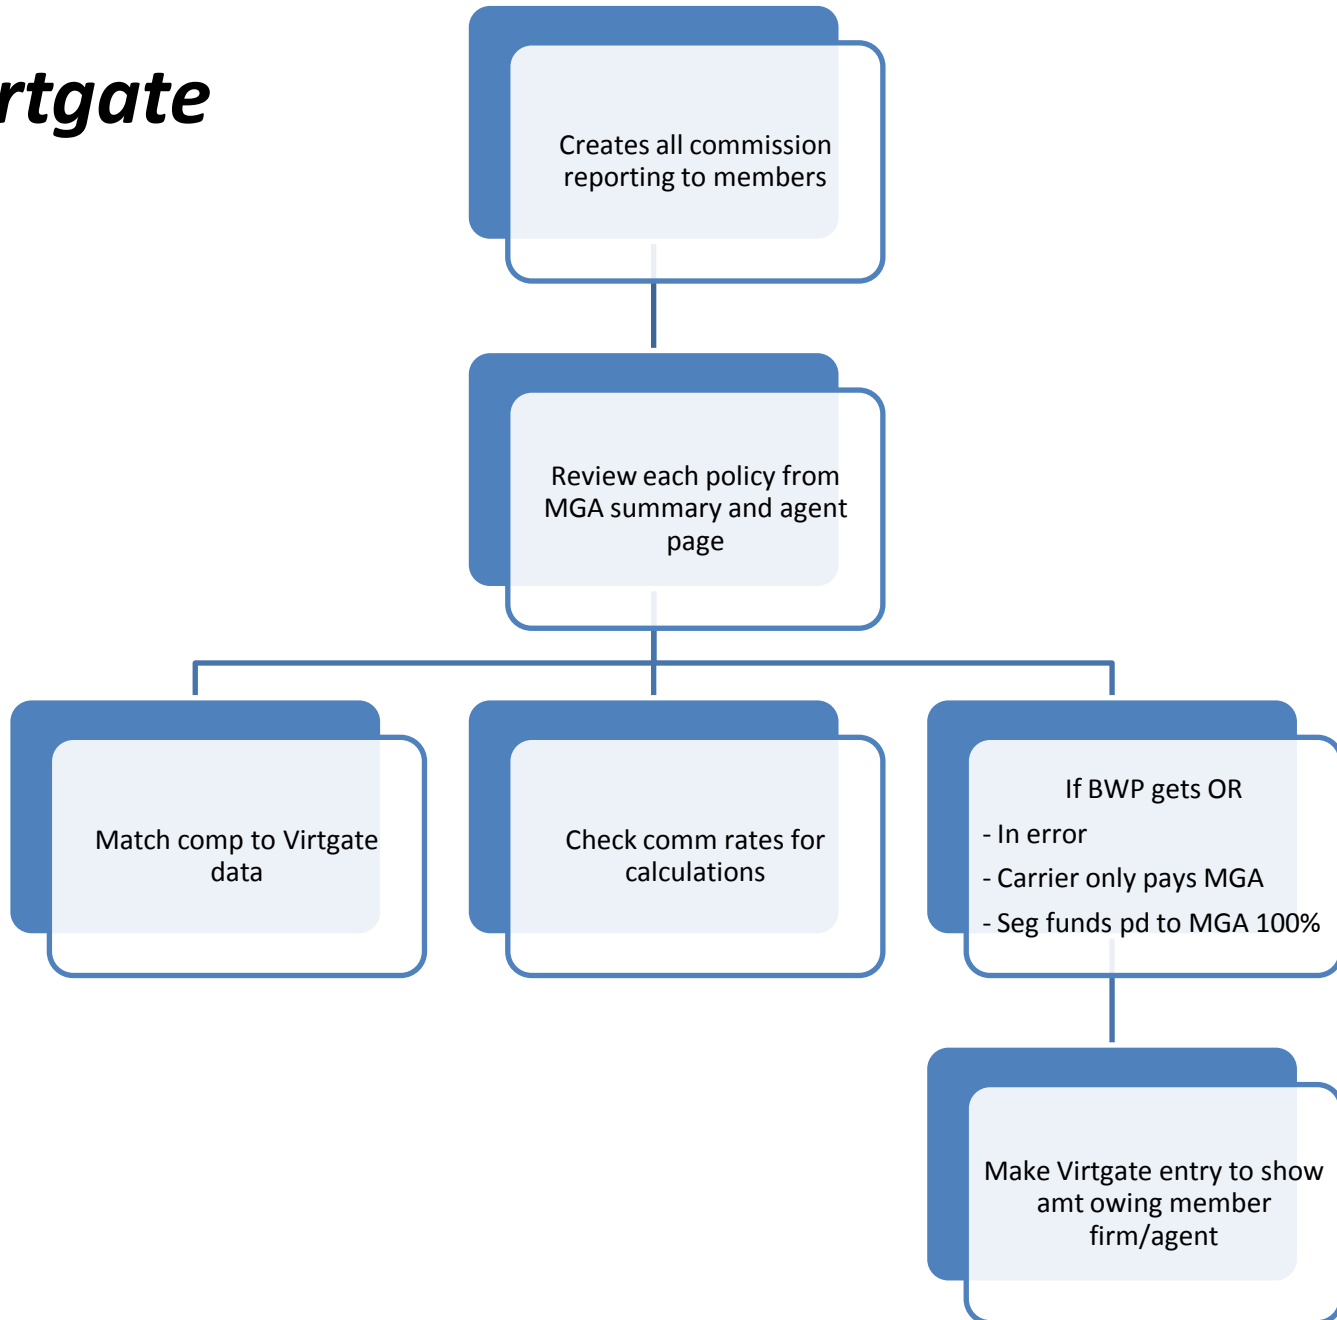 rtgate
Creates all commission
reporting to members
Review each policy from
MGA summary and agent
page
Match comp to Virtgate
data
Check comm rates for
calculations
If BWP gets OR
- In error
- Carrier only pays MGA
- Seg funds pd to MGA 100%
Make Virtgate entry to show
amt owing member
firm/agent